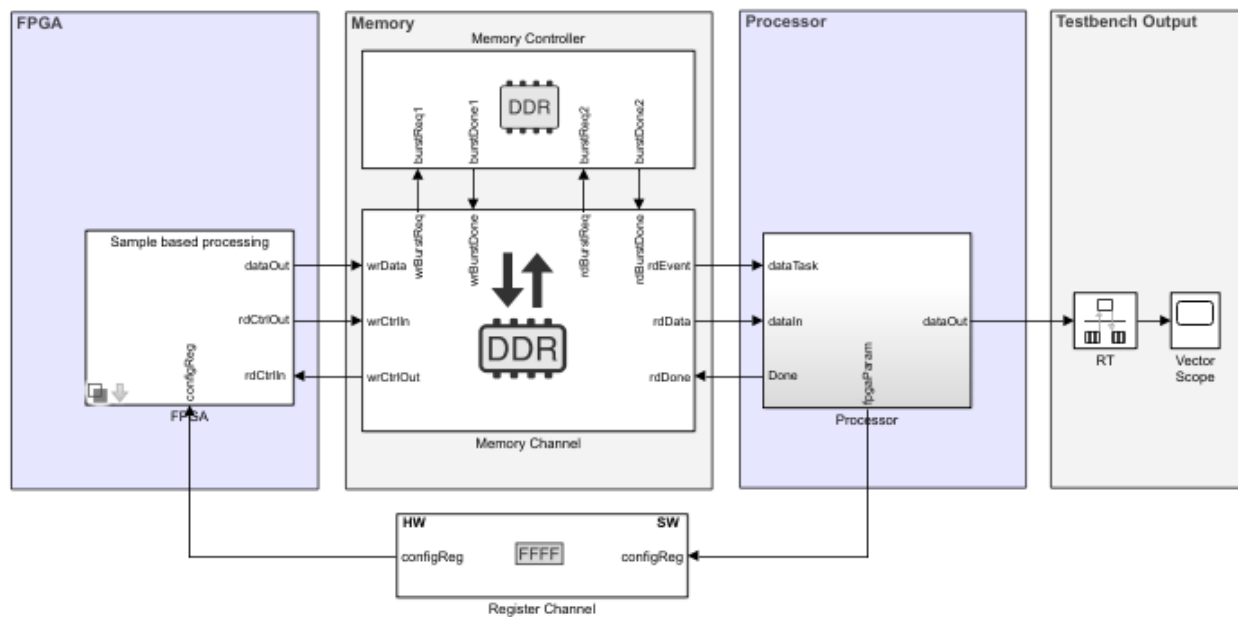 FPGA
Memory
Processor
Testbench Output
Memory Controller
DDR
burstReq1
burstDone1
burstReq2
burstDone2
wrBurstReq
wrBurstDone
rdBurstReq
rdBurstDone
Sample based processing
dataOut
rdCtrlOut
rdCtrlIn
configReg
FPGA
wrData
wrCtrlIn
wrCtrlOut
DDR
rdEvent
rdData
rdDone
Memory Channel
dataTask
dataIn
Done
fpgaParam
dataOut
Processor
RT
Vector
Scope
HW
SW
configReg
FFFF
configReg
Register Channel